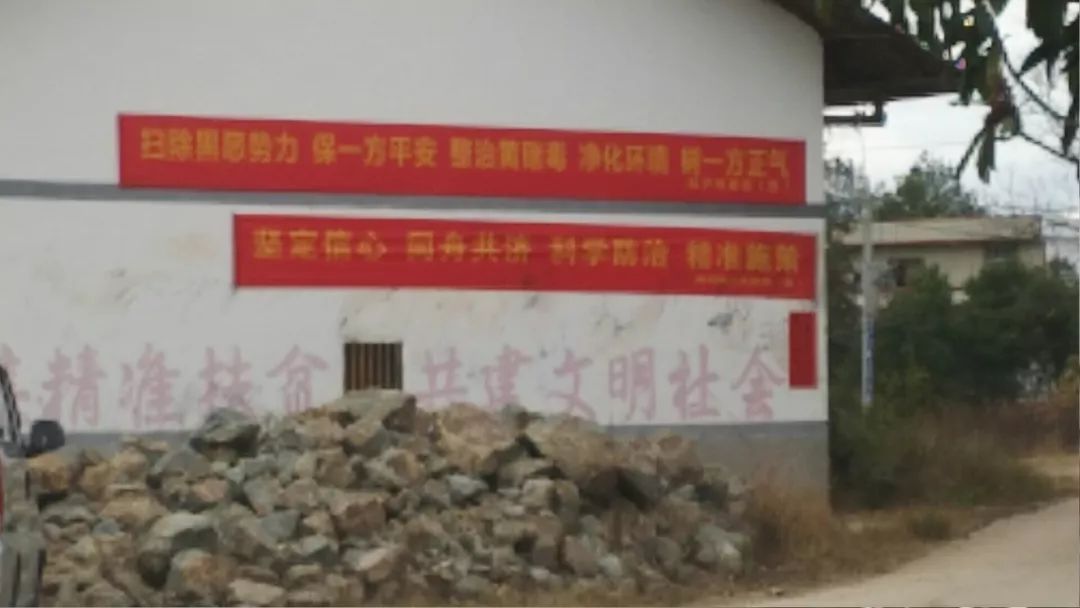 扫除黑恶势力 保一方平安 整治黄赌毒 净化环境 树一方正气
坚定信心 同舟共济 科学防治 精准施策
精准扶贫 共建文明社会